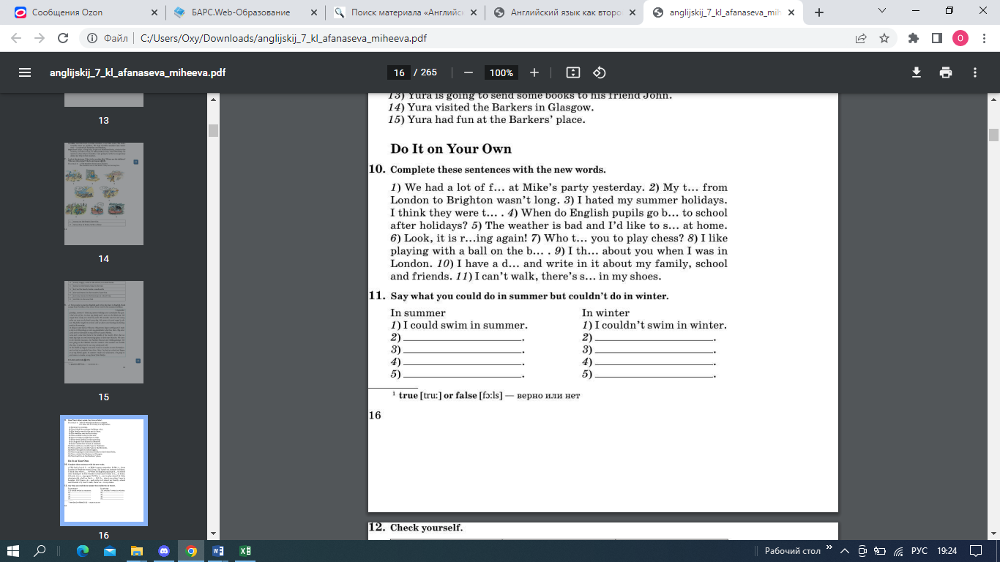 Сообщения Ozon
БАРС.Web-Образование
Поиск материала «Английск
Английский язык как второ
anglijskij_7_kl_afanaseva_mih
Файл
C:/Users/Oxy/Downloads/anglijskij_7_kl_afanaseva_miheeva.pdf
O
anglijskij_7_kl_afanaseva_miheeva.pdf
16 / 265
100%
13
14
15
16
13) Yura is going to send some books to his friend John.
14) Yura visited the Barkers in Glasgow.
15) Yura had fun at the Barkers' place.
Do It on Your Own
10. Complete these sentences with the new words.
1) We had a lot of f... at Mike's party yesterday. 2) My t... from
London to Brighton wasn't long. 3) I hated my summer holidays.
I think they were t... . 4) When do English pupils go b... to school
after holidays? 5) The weather is bad and I'd like to s... at home.
6) Look, it is r...ing again! 7) Who t... you to play chess? 8) I like
playing with a ball on the b... . 9) I th... about you when I was in
London. 10) I have a d... and write in it about my family, school
and friends. 11) I can't walk, there's s... in my shoes.
11. Say what you could do in summer but couldn't do in winter.
In summer In winter
1) I could swim in summer. 1) I couldn't swim in winter.
2) ____________. 2) ____________.
3) ____________. 3) ____________.
4) ____________. 4) ____________.
5) ____________. 5) ____________.
1 true [tru:] or false [fɔ:ls] — верно или нет
16
12. Check yourself.
Рабочий стол
РУС
19:24